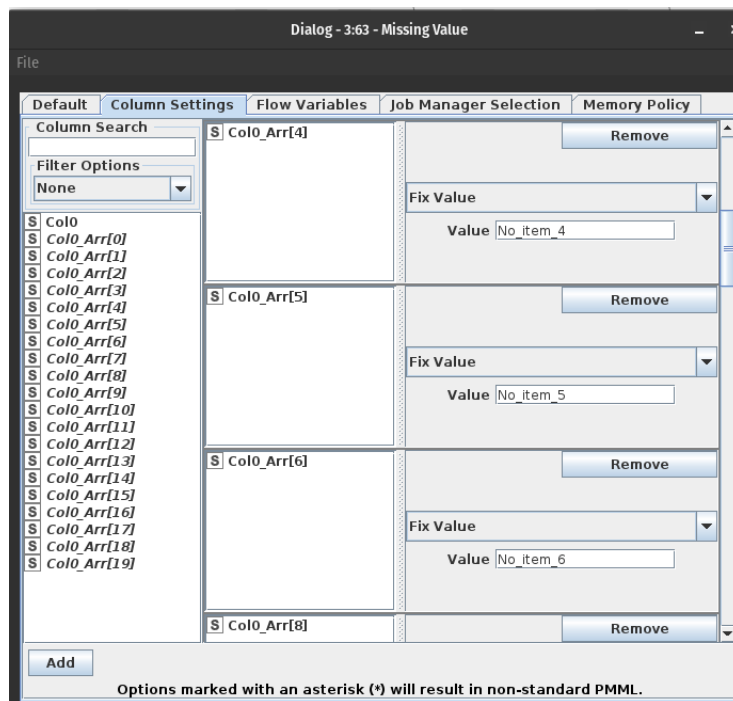 Dialog - 3:63 - Missing Value
File
Default Column Settings Flow Variables Job Manager Selection Memory Policy
Column Search
Filter Options
None
S Col0
S Col0_Arr[0]
S Col0_Arr[1]
S Col0_Arr[2]
S Col0_Arr[3]
S Col0_Arr[4]
S Col0_Arr[5]
S Col0_Arr[6]
S Col0_Arr[7]
S Col0_Arr[8]
S Col0_Arr[9]
S Col0_Arr[10]
S Col0_Arr[11]
S Col0_Arr[12]
S Col0_Arr[13]
S Col0_Arr[14]
S Col0_Arr[15]
S Col0_Arr[16]
S Col0_Arr[17]
S Col0_Arr[18]
S Col0_Arr[19]
S Col0_Arr[4]
Remove
Fix Value
Value No_item_4
S Col0_Arr[5]
Remove
Fix Value
Value No_item_5
S Col0_Arr[6]
Remove
Fix Value
Value No_item_6
S Col0_Arr[8]
Remove
Add
Options marked with an asterisk (*) will result in non-standard PMML.